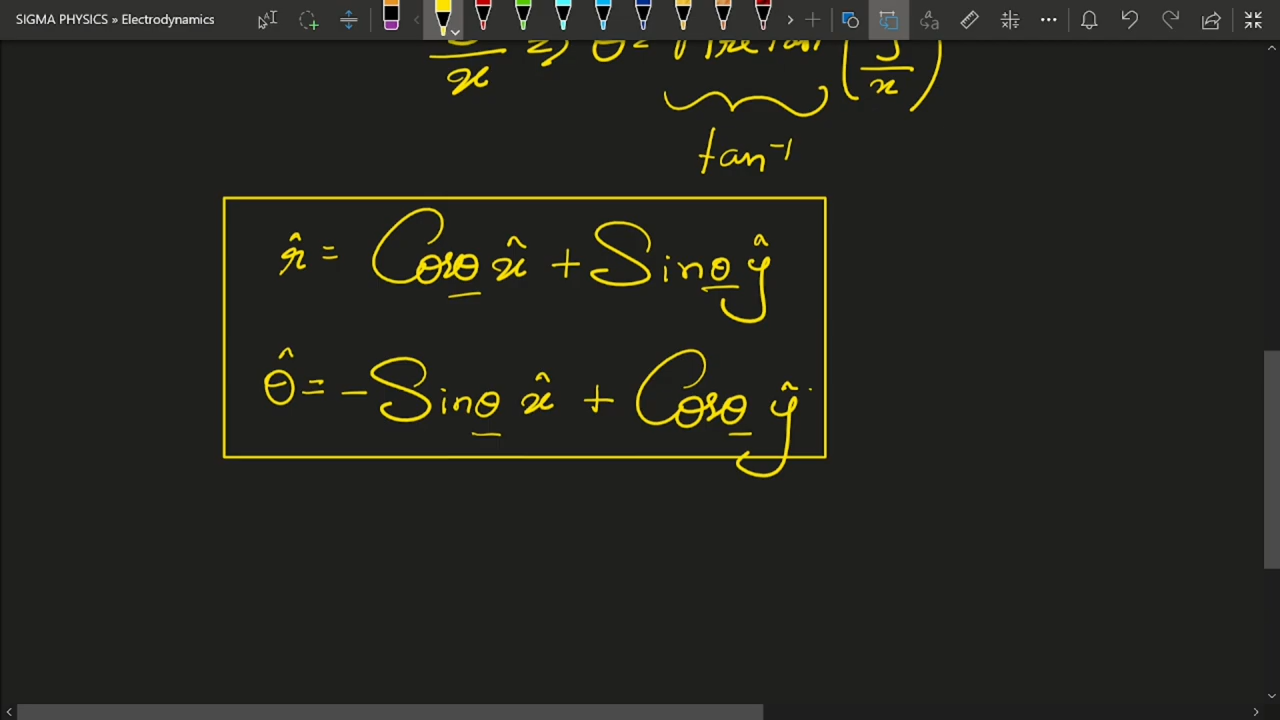 SIGMA PHYSICS » Electrodynamics
x ⇒ θ = (y/x)
tan⁻¹
r̂ = Cosθ x̂ + Sinθ ŷ
θ̂ = -Sinθ x̂ + Cosθ ŷ